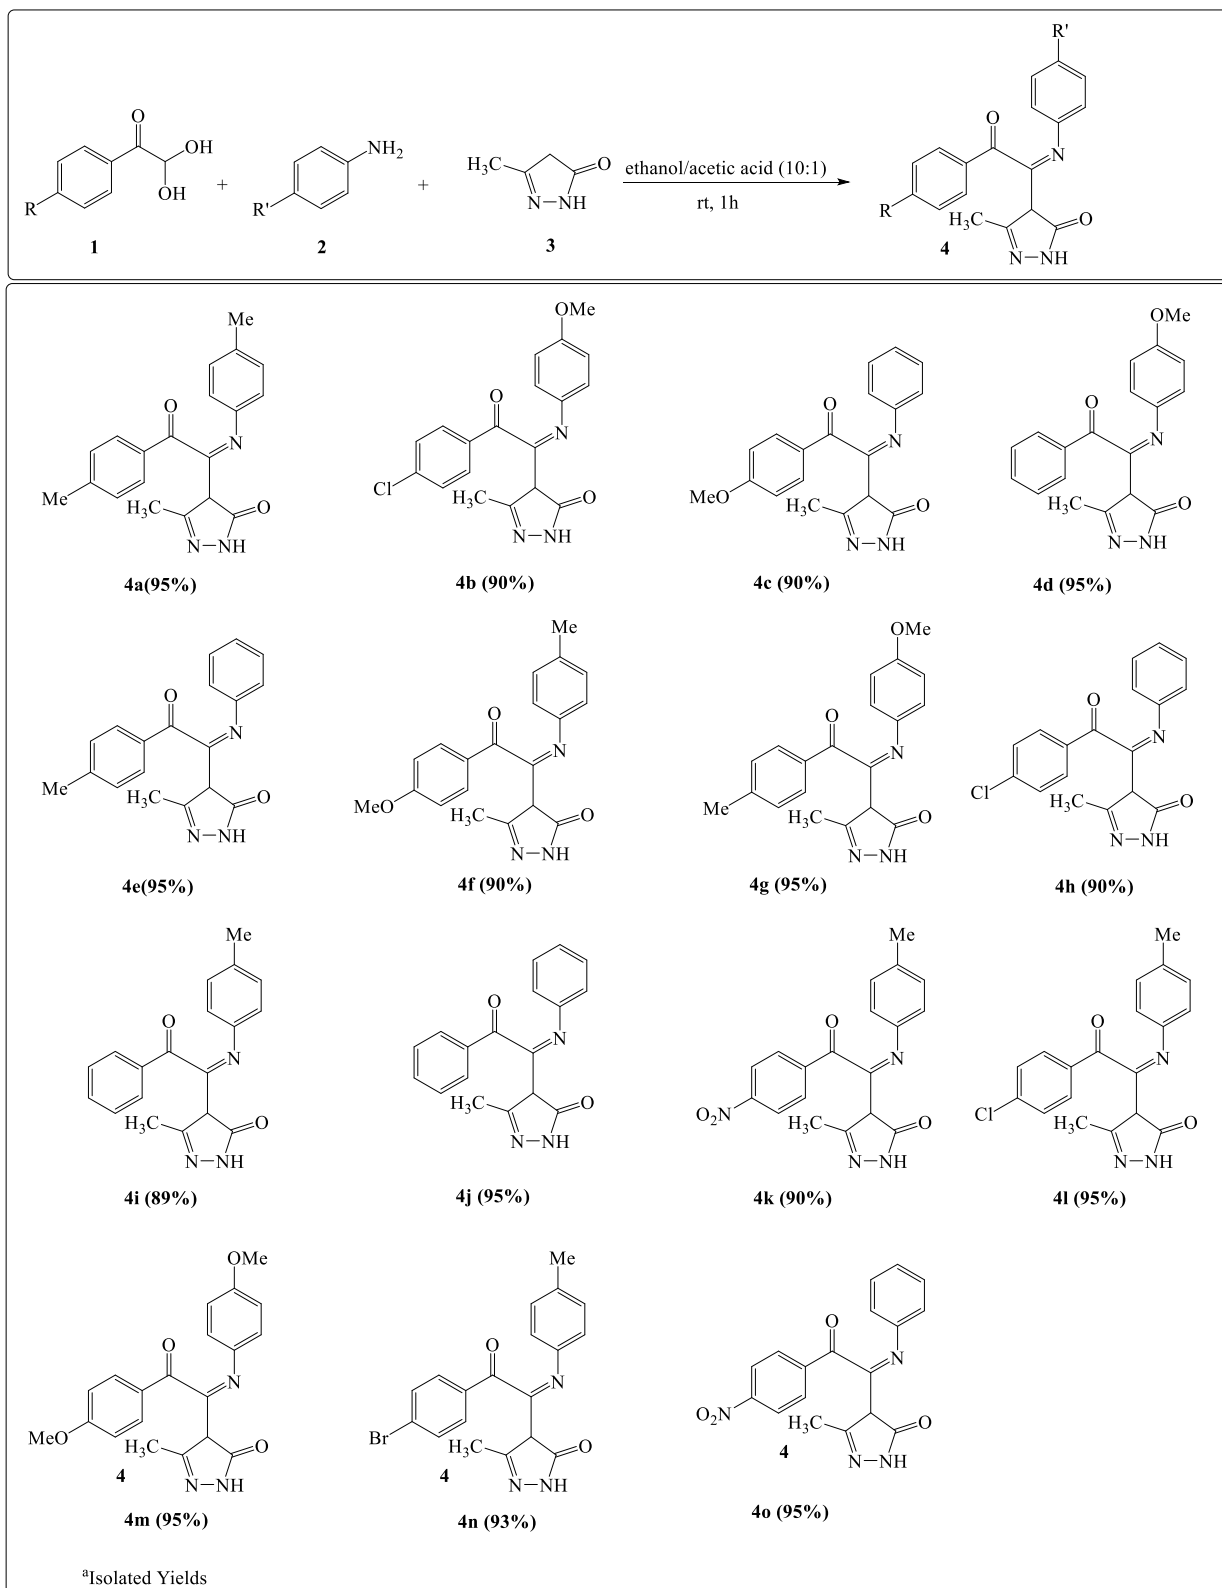 R'
O
O
OH
OH
R
+
NH2
R'
+
H3C
O
N
NH
ethanol/acetic acid (10:1)
rt, 1h
N
R
H3C
O
N
NH
1
2
3
4
Me
O
N
Me
H3C
O
N
NH
4a(95%)
OMe
O
N
Cl
H3C
O
N
NH
4b (90%)
O
N
MeO
H3C
O
N
NH
4c (90%)
OMe
O
N
H3C
O
N
NH
4d (95%)
O
N
Me
H3C
O
N
NH
4e(95%)
Me
O
N
MeO
H3C
O
N
NH
4f (90%)
OMe
O
N
Me
H3C
O
N
NH
4g (95%)
O
N
Cl
H3C
O
N
NH
4h (90%)
Me
O
N
H3C
O
N
NH
4i (89%)
O
N
H3C
O
N
NH
4j (95%)
Me
O
N
O2N
H3C
O
N
NH
4k (90%)
Me
O
N
Cl
H3C
O
N
NH
4l (95%)
OMe
O
N
MeO
H3C
O
4
N
NH
4m (95%)
Me
O
N
Br
H3C
O
4
N
NH
4n (93%)
O
N
O2N
H3C
O
4
N
NH
4o (95%)
aIsolated Yields